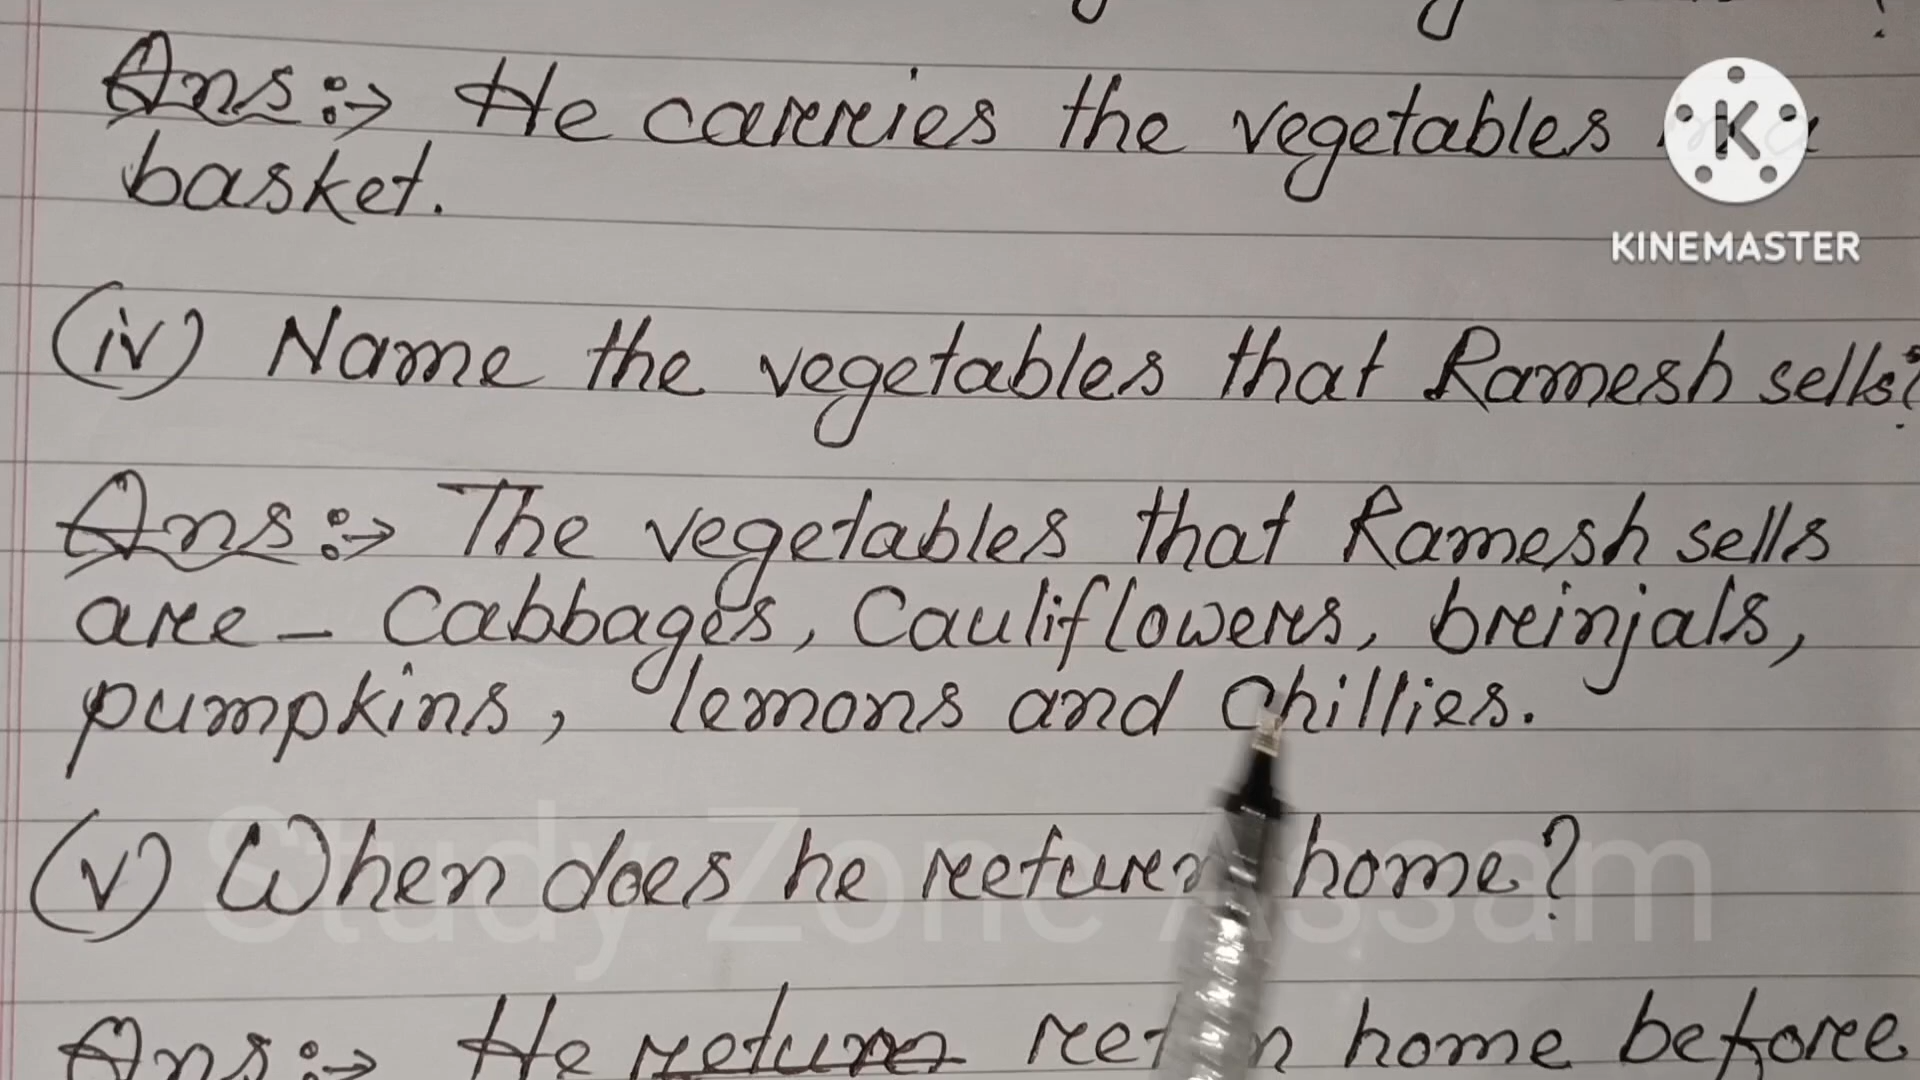 Ans:→ He carries the vegetables
basket.
KINEMASTER
(iv) Name the vegetables that Ramesh sells?
Ans:→ The vegetables that Ramesh sells
are - Cabbages, Cauliflowers, breinjals,
pumpkins, lemons and Chillies.
(v) When does he return home?
Study Zone Assam
Ans:→ He return home before